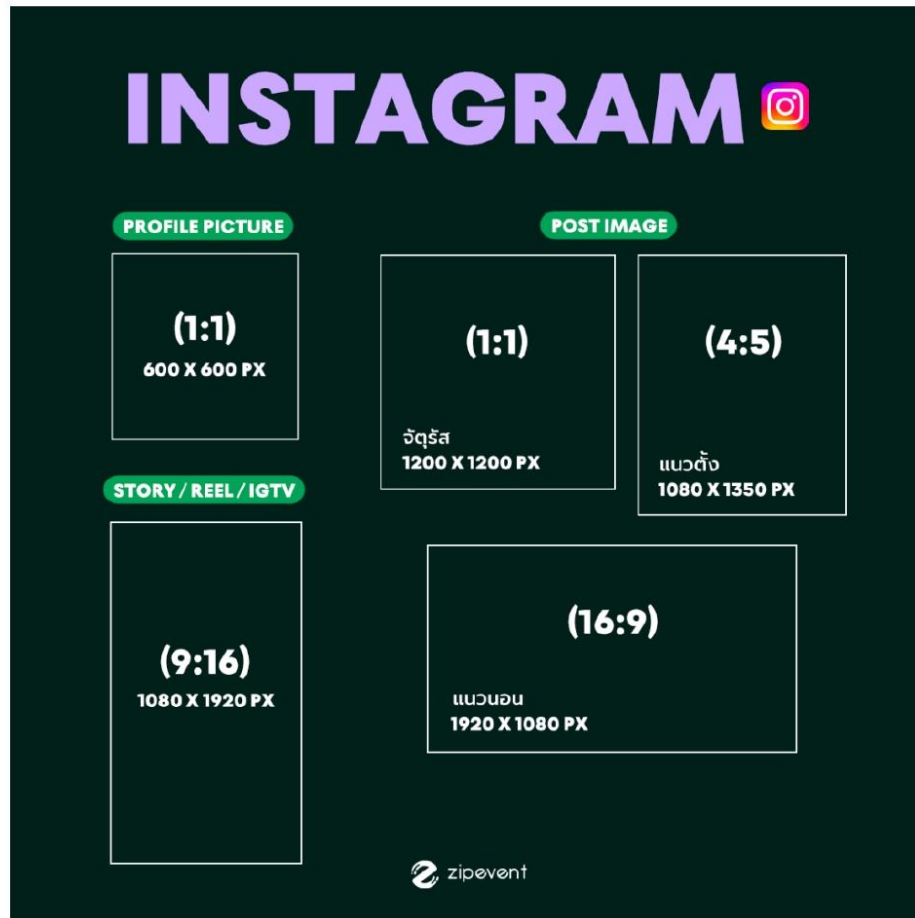 INSTAGRAM
PROFILE PICTURE
(1:1)
600 X 600 PX
POST IMAGE
(1:1)
จัตุรัส
1200 X 1200 PX
(4:5)
แนวตั้ง
1080 X 1350 PX
STORY / REEL / IGTV
(9:16)
1080 X 1920 PX
(16:9)
แนวนอน
1920 X 1080 PX
zipevent